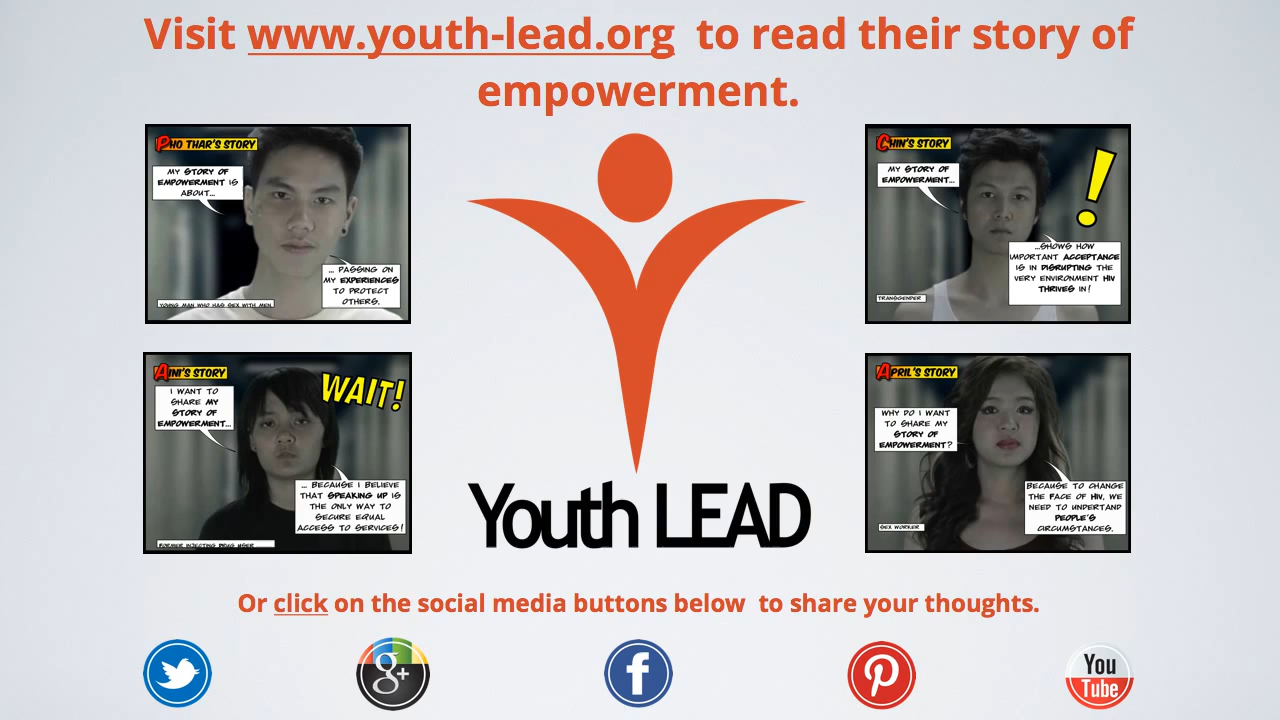 Visit www.youth-lead.org to read their story of
empowerment.
PHO THAR'S STORY
MY STORY OF
EMPOWERMENT IS
ABOUT...
... PASSING ON
MY EXPERIENCES
TO PROTECT
OTHERS.
YOUNG MAN WHO HAS SEX WITH MEN
CHIN'S STORY
MY STORY OF
EMPOWERMENT...
!
...SHOWS HOW
IMPORTANT ACCEPTANCE
IS IN DISRUPTING THE
VERY ENVIRONMENT HIV
THRIVES IN!
TRANSGENDER
AINI'S STORY
I WANT TO
SHARE MY
STORY OF
EMPOWERMENT...
WAIT!
... BECAUSE I BELIEVE
THAT SPEAKING UP IS
THE ONLY WAY TO
SECURE EQUAL
ACCESS TO SERVICES!
FORMER INJECTING DRUG USER
APRIL'S STORY
WHY DO I WANT
TO SHARE MY
STORY OF
EMPOWERMENT?
BECAUSE TO CHANGE
THE FACE OF HIV, WE
NEED TO UNDERTAND
PEOPLE'S
CIRCUMSTANCES.
SEX WORKER
Youth LEAD
Or click on the social media buttons below to share your thoughts.
g+
f
You
Tube